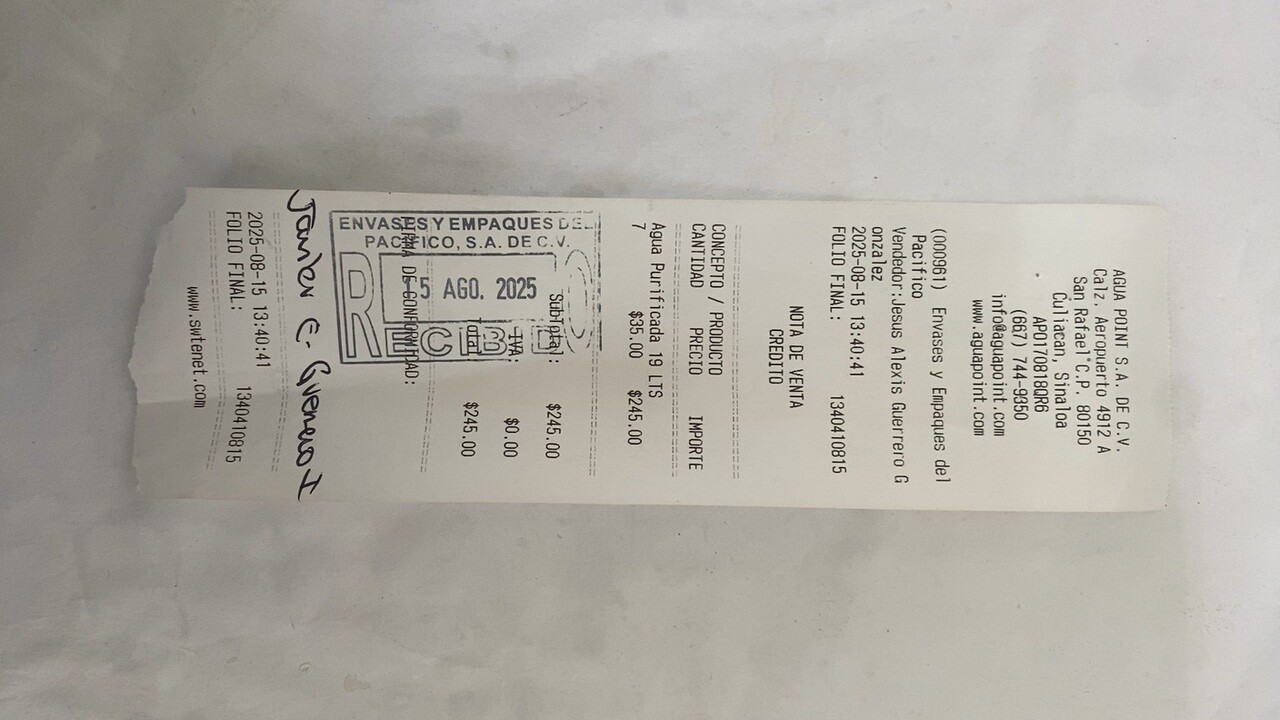 AGUA POINT S.A. DE C.V.
Calz. Aeropuerto 4912 A
San Rafael C.P. 80150
Culiacan, Sinaloa
APO170818QR6
(667) 744-9350
info@aguapoint.com
www.aguapoint.com
(000961) Envases y Empaques del
Pacifico
Vendedor:Jesus Alexis Guerrero G
onzalez
2025-08-15 13:40:41
FOLIO FINAL: 1340410815
NOTA DE VENTA
CREDITO
CONCEPTO / PRODUCTO
CANTIDAD PRECIO IMPORTE
Agua Purificada 19 LTS
7 $35.00 $245.00
Subtotal: $245.00
IVA: $0.00
$245.00
ENVASES Y EMPAQUES DEL
PACIFICO, S.A. DE C.V.
15 AGO. 2025
RECIBIDO
FIRMA DE CONFORMIDAD:
Javier E. Guerrero I
2025-08-15 13:40:41
FOLIO FINAL: 1340410815
www.swtenet.com